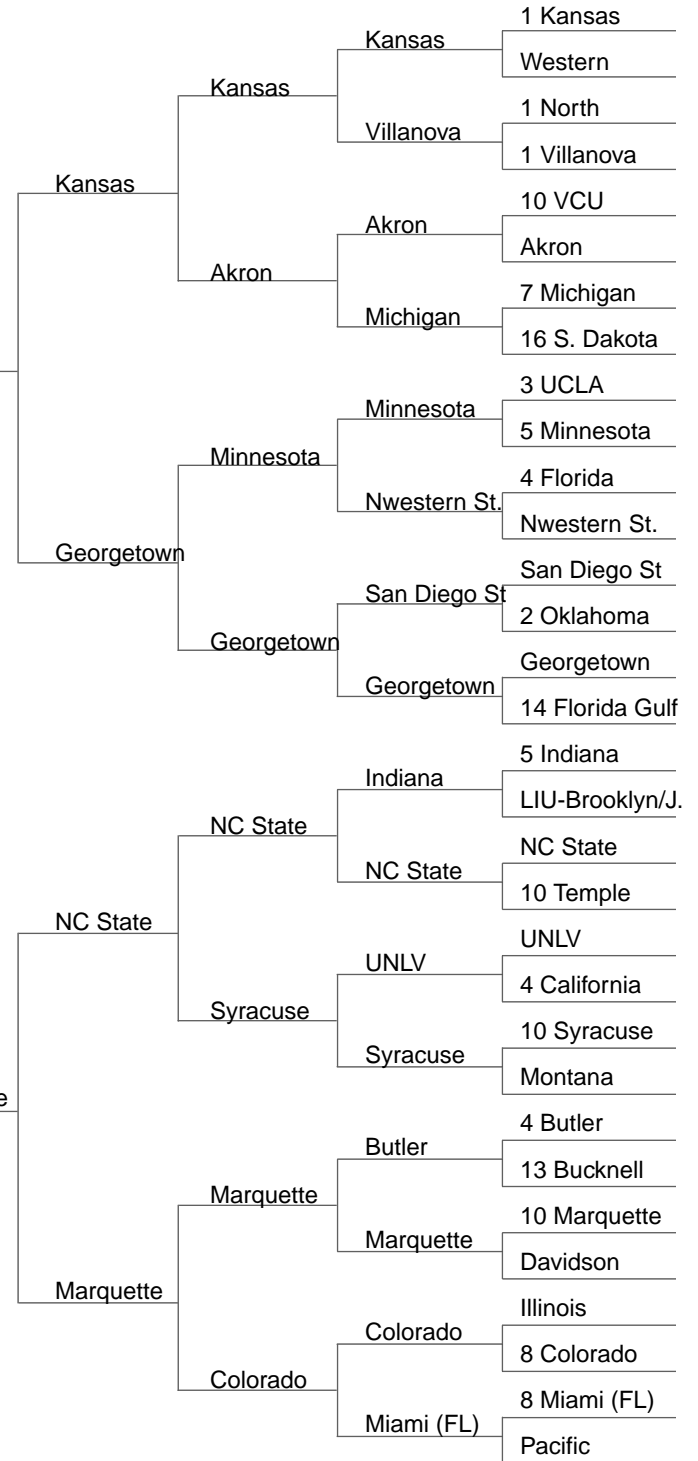 1 Kansas
Kansas
Western
Kansas
1 North
Villanova
1 Villanova
Kansas
10 VCU
Akron
Akron
Akron
7 Michigan
Michigan
16 S. Dakota
3 UCLA
Minnesota
5 Minnesota
Minnesota
4 Florida
Nwestern St.
Nwestern St.
Georgetown
San Diego St
San Diego St
2 Oklahoma
Georgetown
Georgetown
Georgetown
14 Florida Gulf
5 Indiana
Indiana
LIU-Brooklyn/J.
NC State
NC State
NC State
10 Temple
NC State
UNLV
UNLV
4 California
Syracuse
10 Syracuse
Syracuse
Montana
e
4 Butler
Butler
13 Bucknell
Marquette
10 Marquette
Marquette
Davidson
Marquette
Illinois
Colorado
8 Colorado
Colorado
8 Miami (FL)
Miami (FL)
Pacific